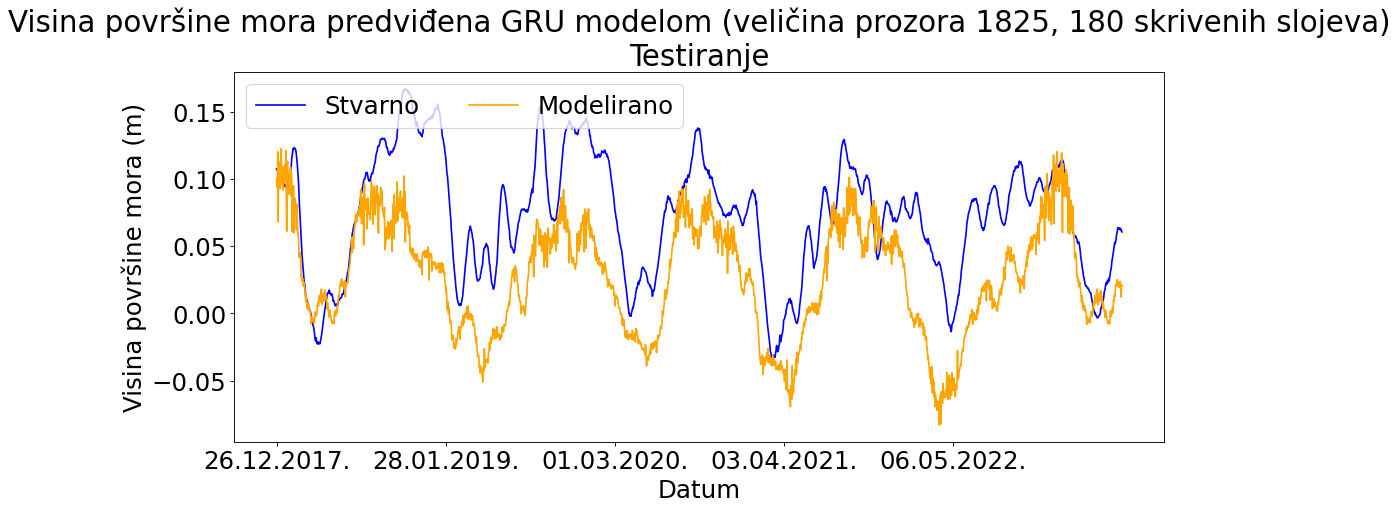 Visina površine mora predviđena GRU modelom (veličina prozora 1825, 180 skrivenih slojeva)
Testiranje
Stvarno Modelirano
Visina površine mora (m)
0.15
0.10
0.05
0.00
−0.05
26.12.2017. 28.01.2019. 01.03.2020. 03.04.2021. 06.05.2022.
Datum